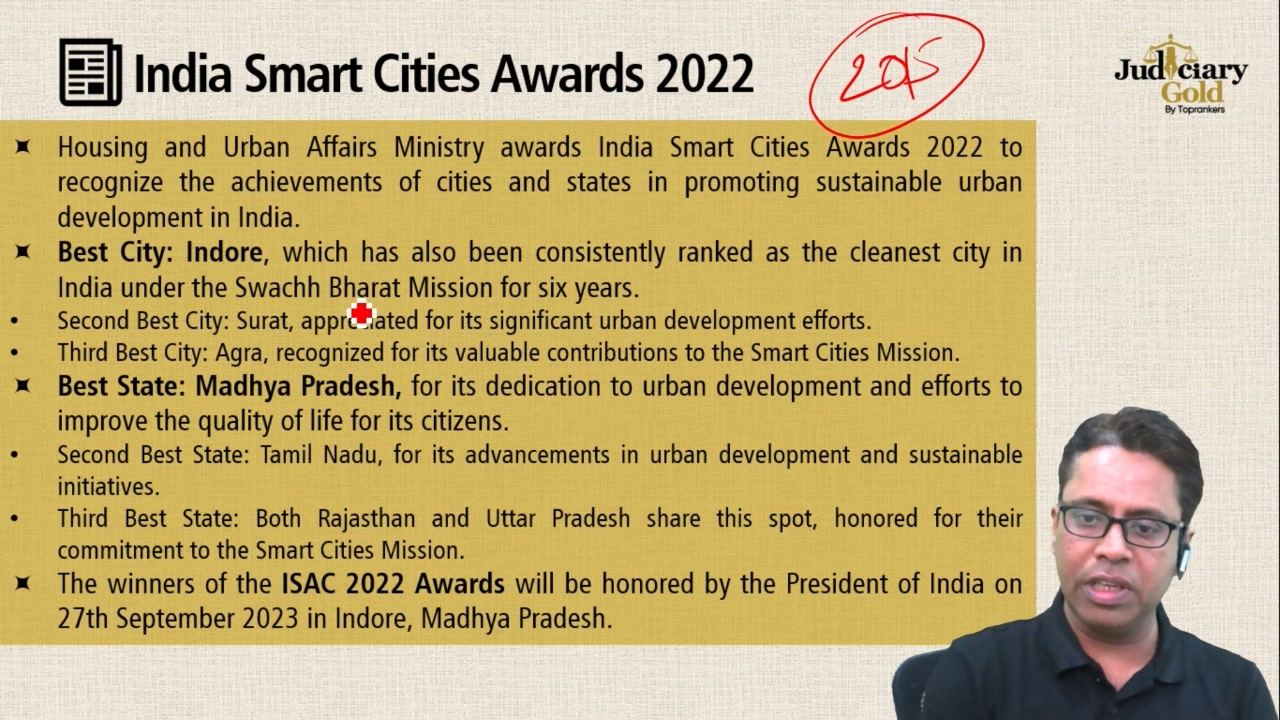 India Smart Cities Awards 2022
2015
Judiciary
Gold
By Toprankers
Housing and Urban Affairs Ministry awards India Smart Cities Awards 2022 to
recognize the achievements of cities and states in promoting sustainable urban
development in India.
Best City: Indore, which has also been consistently ranked as the cleanest city in
India under the Swachh Bharat Mission for six years.
• Second Best City: Surat, appreciated for its significant urban development efforts.
• Third Best City: Agra, recognized for its valuable contributions to the Smart Cities Mission.
Best State: Madhya Pradesh, for its dedication to urban development and efforts to
improve the quality of life for its citizens.
• Second Best State: Tamil Nadu, for its advancements in urban development and sustainable
initiatives.
• Third Best State: Both Rajasthan and Uttar Pradesh share this spot, honored for their
commitment to the Smart Cities Mission.
The winners of the ISAC 2022 Awards will be honored by the President of India on
27th September 2023 in Indore, Madhya Pradesh.